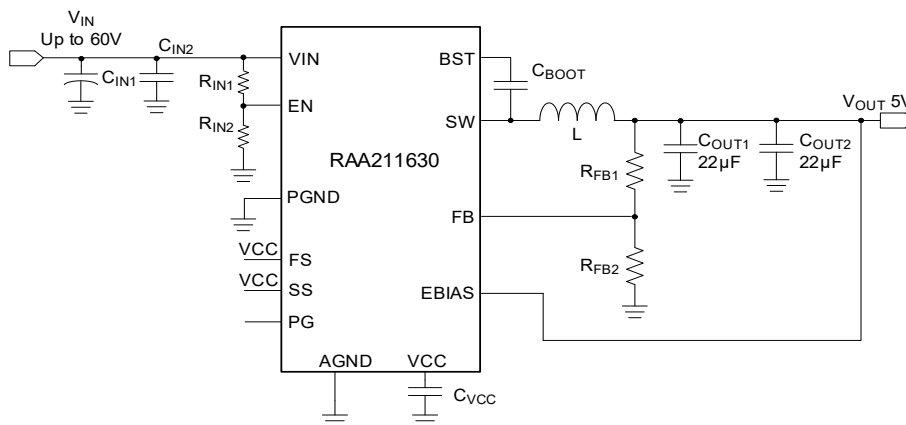 VIN
Up to 60V
CIN2
CIN1
RIN1
RIN2
VIN
EN
PGND
VCC
FS
VCC
SS
PG
AGND
VCC
RAA211630
BST
SW
FB
EBIAS
CBOOT
L
RFB1
RFB2
COUT1
22µF
COUT2
22µF
VOUT 5V
CVCC